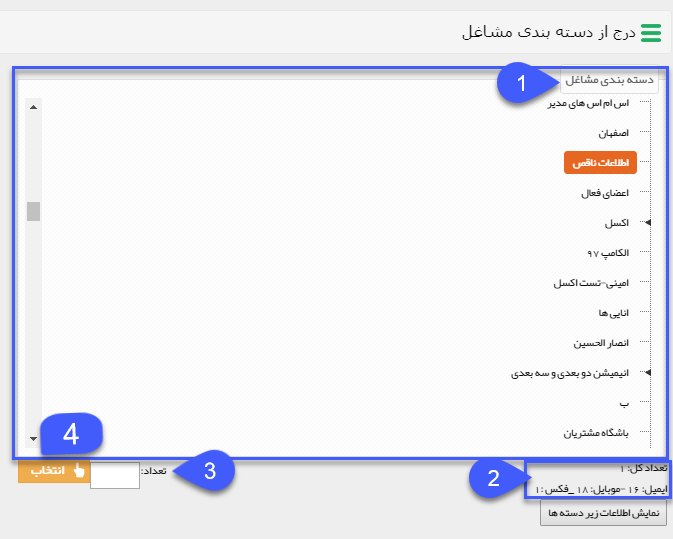 درج از دسته بندی مشاغل
دسته بندی مشاغل
1
اس ام اس های مدیر
اصفهان
اطلاعات ناقص
اعضای فعال
اکسل
الکامپ ۹۷
امینی-تست اکسل
انایی ها
انصار الحسین
انیمیشن دو بعدی و سه بعدی
ب
باشگاه مشتریان
4
تعداد کل: ۱
2
ایمیل: ۱۶ -موبایل: ۱۸ _فکس :۱
3
تعداد:
انتخاب
نمایش اطلاعات زیر دسته ها